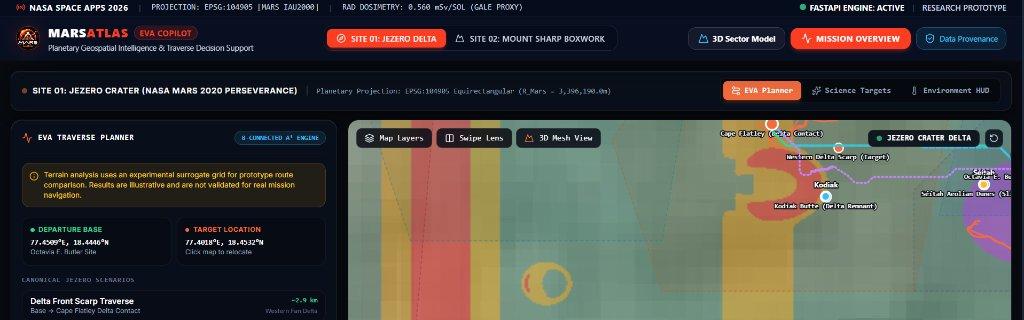 NASA SPACE APPS 2026 | PROJECTION: EPSG:104905 [MARS IAU2000] | RAD DOSIMETRY: 0.560 mSv/SOL (GALE PROXY)
FASTAPI ENGINE: ACTIVE | RESEARCH PROTOTYPE
MARSATLAS EVA COPILOT
Planetary Geospatial Intelligence & Traverse Decision Support
SITE 01: JEZERO DELTA
SITE 02: MOUNT SHARP BOXWORK
3D Sector Model
MISSION OVERVIEW
Data Provenance
SITE 01: JEZERO CRATER (NASA MARS 2020 PERSEVERANCE) | Planetary Projection: EPSG:104905 Equirectangular (R_Mars = 3,396,190.0m)
EVA Planner
Science Targets
Environment HUD
EVA TRAVERSE PLANNER
8-CONNECTED A* ENGINE
Terrain analysis uses an experimental surrogate grid for prototype route
comparison. Results are illustrative and are not validated for real mission
navigation.
DEPARTURE BASE
77.4509°E, 18.4446°N
Octavia E. Butler Site
TARGET LOCATION
77.4018°E, 18.4532°N
Click map to relocate
CANONICAL JEZERO SCENARIOS
Delta Front Scarp Traverse
~2.9 km
Base → Cape Flatley Delta Contact
Western Fan Delta
Map Layers
Swipe Lens
3D Mesh View
JEZERO CRATER DELTA
Cape Flatley (Delta Contact)
Western Delta Scarp (Target)
Kodiak
Kodiak Butte (Delta Remnant)
Séítah
Octavia E. Bu
Séítah Aeolian Dunes (Sl